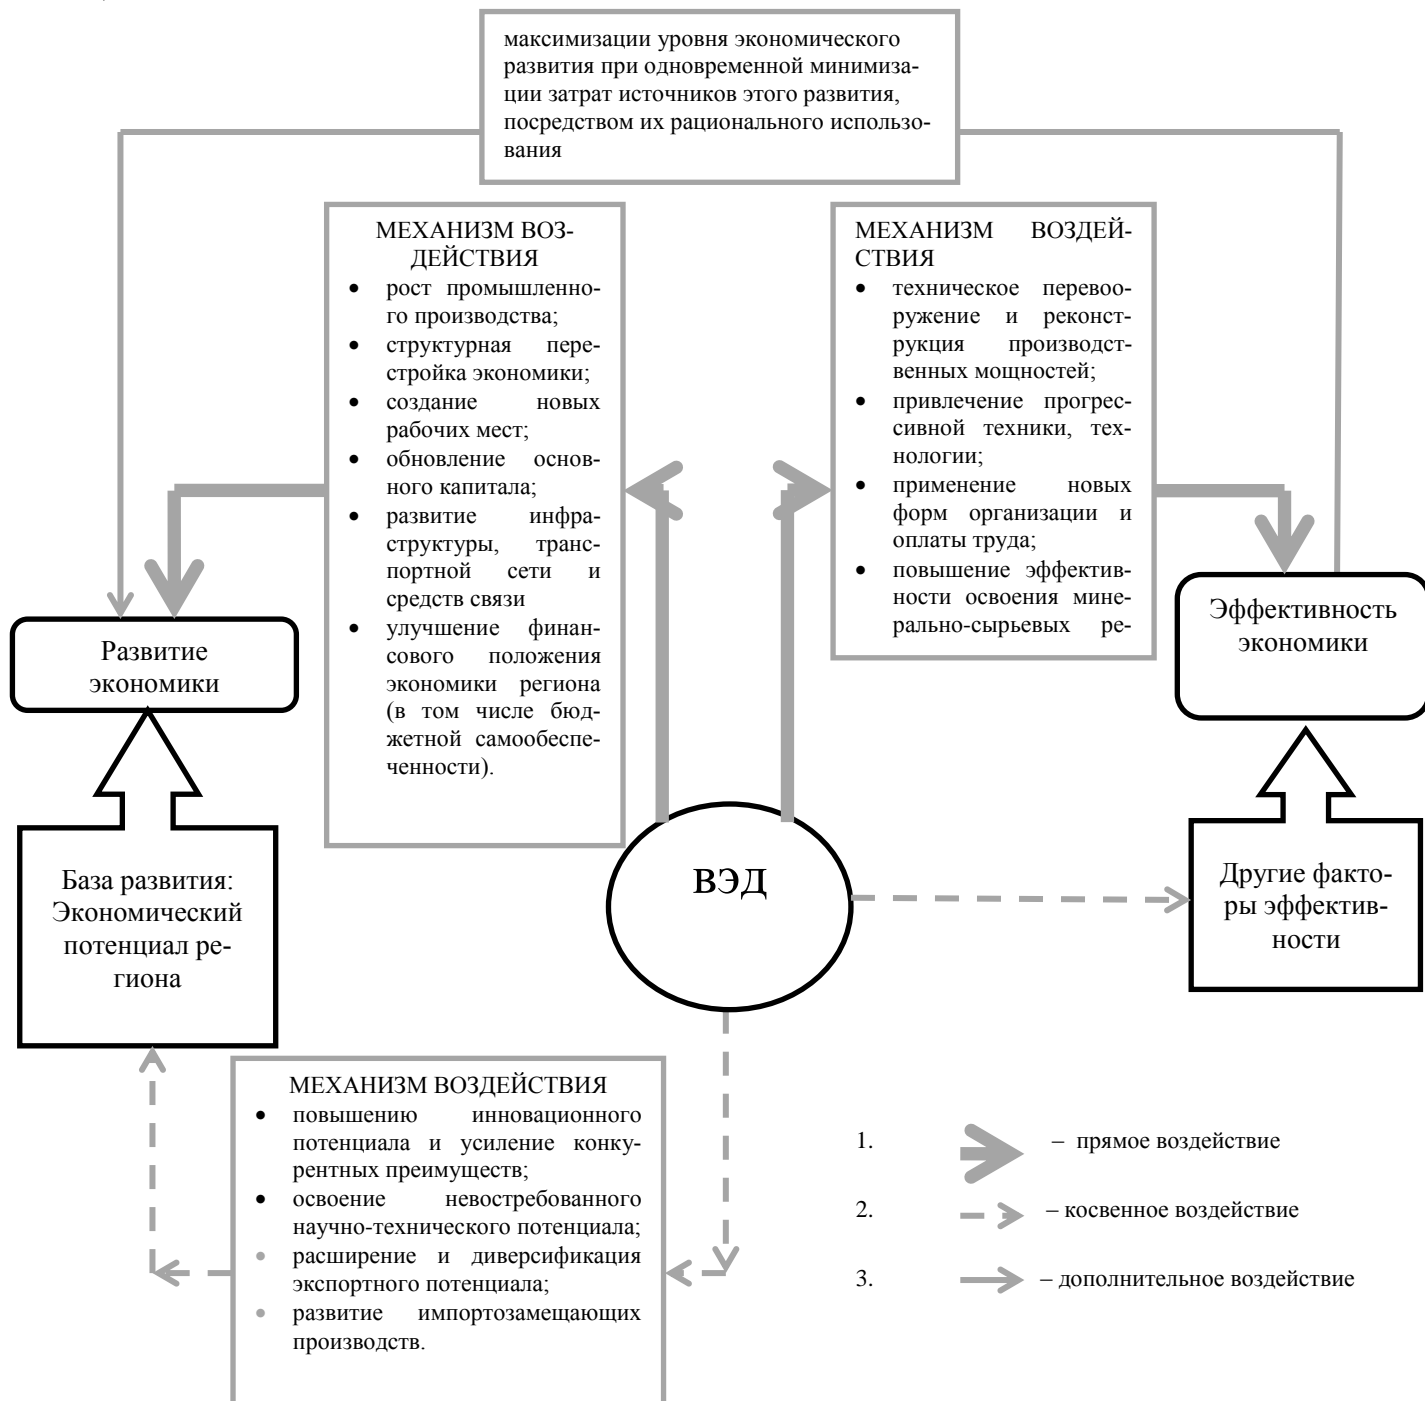 максимизации уровня экономического
развития при одновременной минимиза-
ции затрат источников этого развития,
посредством их рационального использо-
вания
МЕХАНИЗМ ВОЗ-
ДЕЙСТВИЯ
• рост промышленно-
го производства;
• структурная пере-
стройка экономики;
• создание новых
рабочих мест;
• обновление основ-
ного капитала;
• развитие инфра-
структуры, транс-
портной сети и
средств связи
• улучшение финан-
сового положения
экономики региона
(в том числе бюд-
жетной самообеспе-
ченности).
МЕХАНИЗМ ВОЗДЕЙ-
СТВИЯ
• техническое перевоо-
ружение и реконст-
рукция производст-
венных мощностей;
• привлечение прогрес-
сивной техники, тех-
нологии;
• применение новых
форм организации и
оплаты труда;
• повышение эффектив-
ности освоения мине-
рально-сырьевых ре-
Развитие
экономики
Эффективность
экономики
База развития:
Экономический
потенциал ре-
гиона
ВЭД
Другие факто-
ры эффектив-
ности
МЕХАНИЗМ ВОЗДЕЙСТВИЯ
• повышению инновационного
потенциала и усиление конку-
рентных преимуществ;
• освоение невостребованного
научно-технического потенциала;
• расширение и диверсификация
экспортного потенциала;
• развитие импортозамещающих
производств.
1. – прямое воздействие
2. – косвенное воздействие
3. – дополнительное воздействие